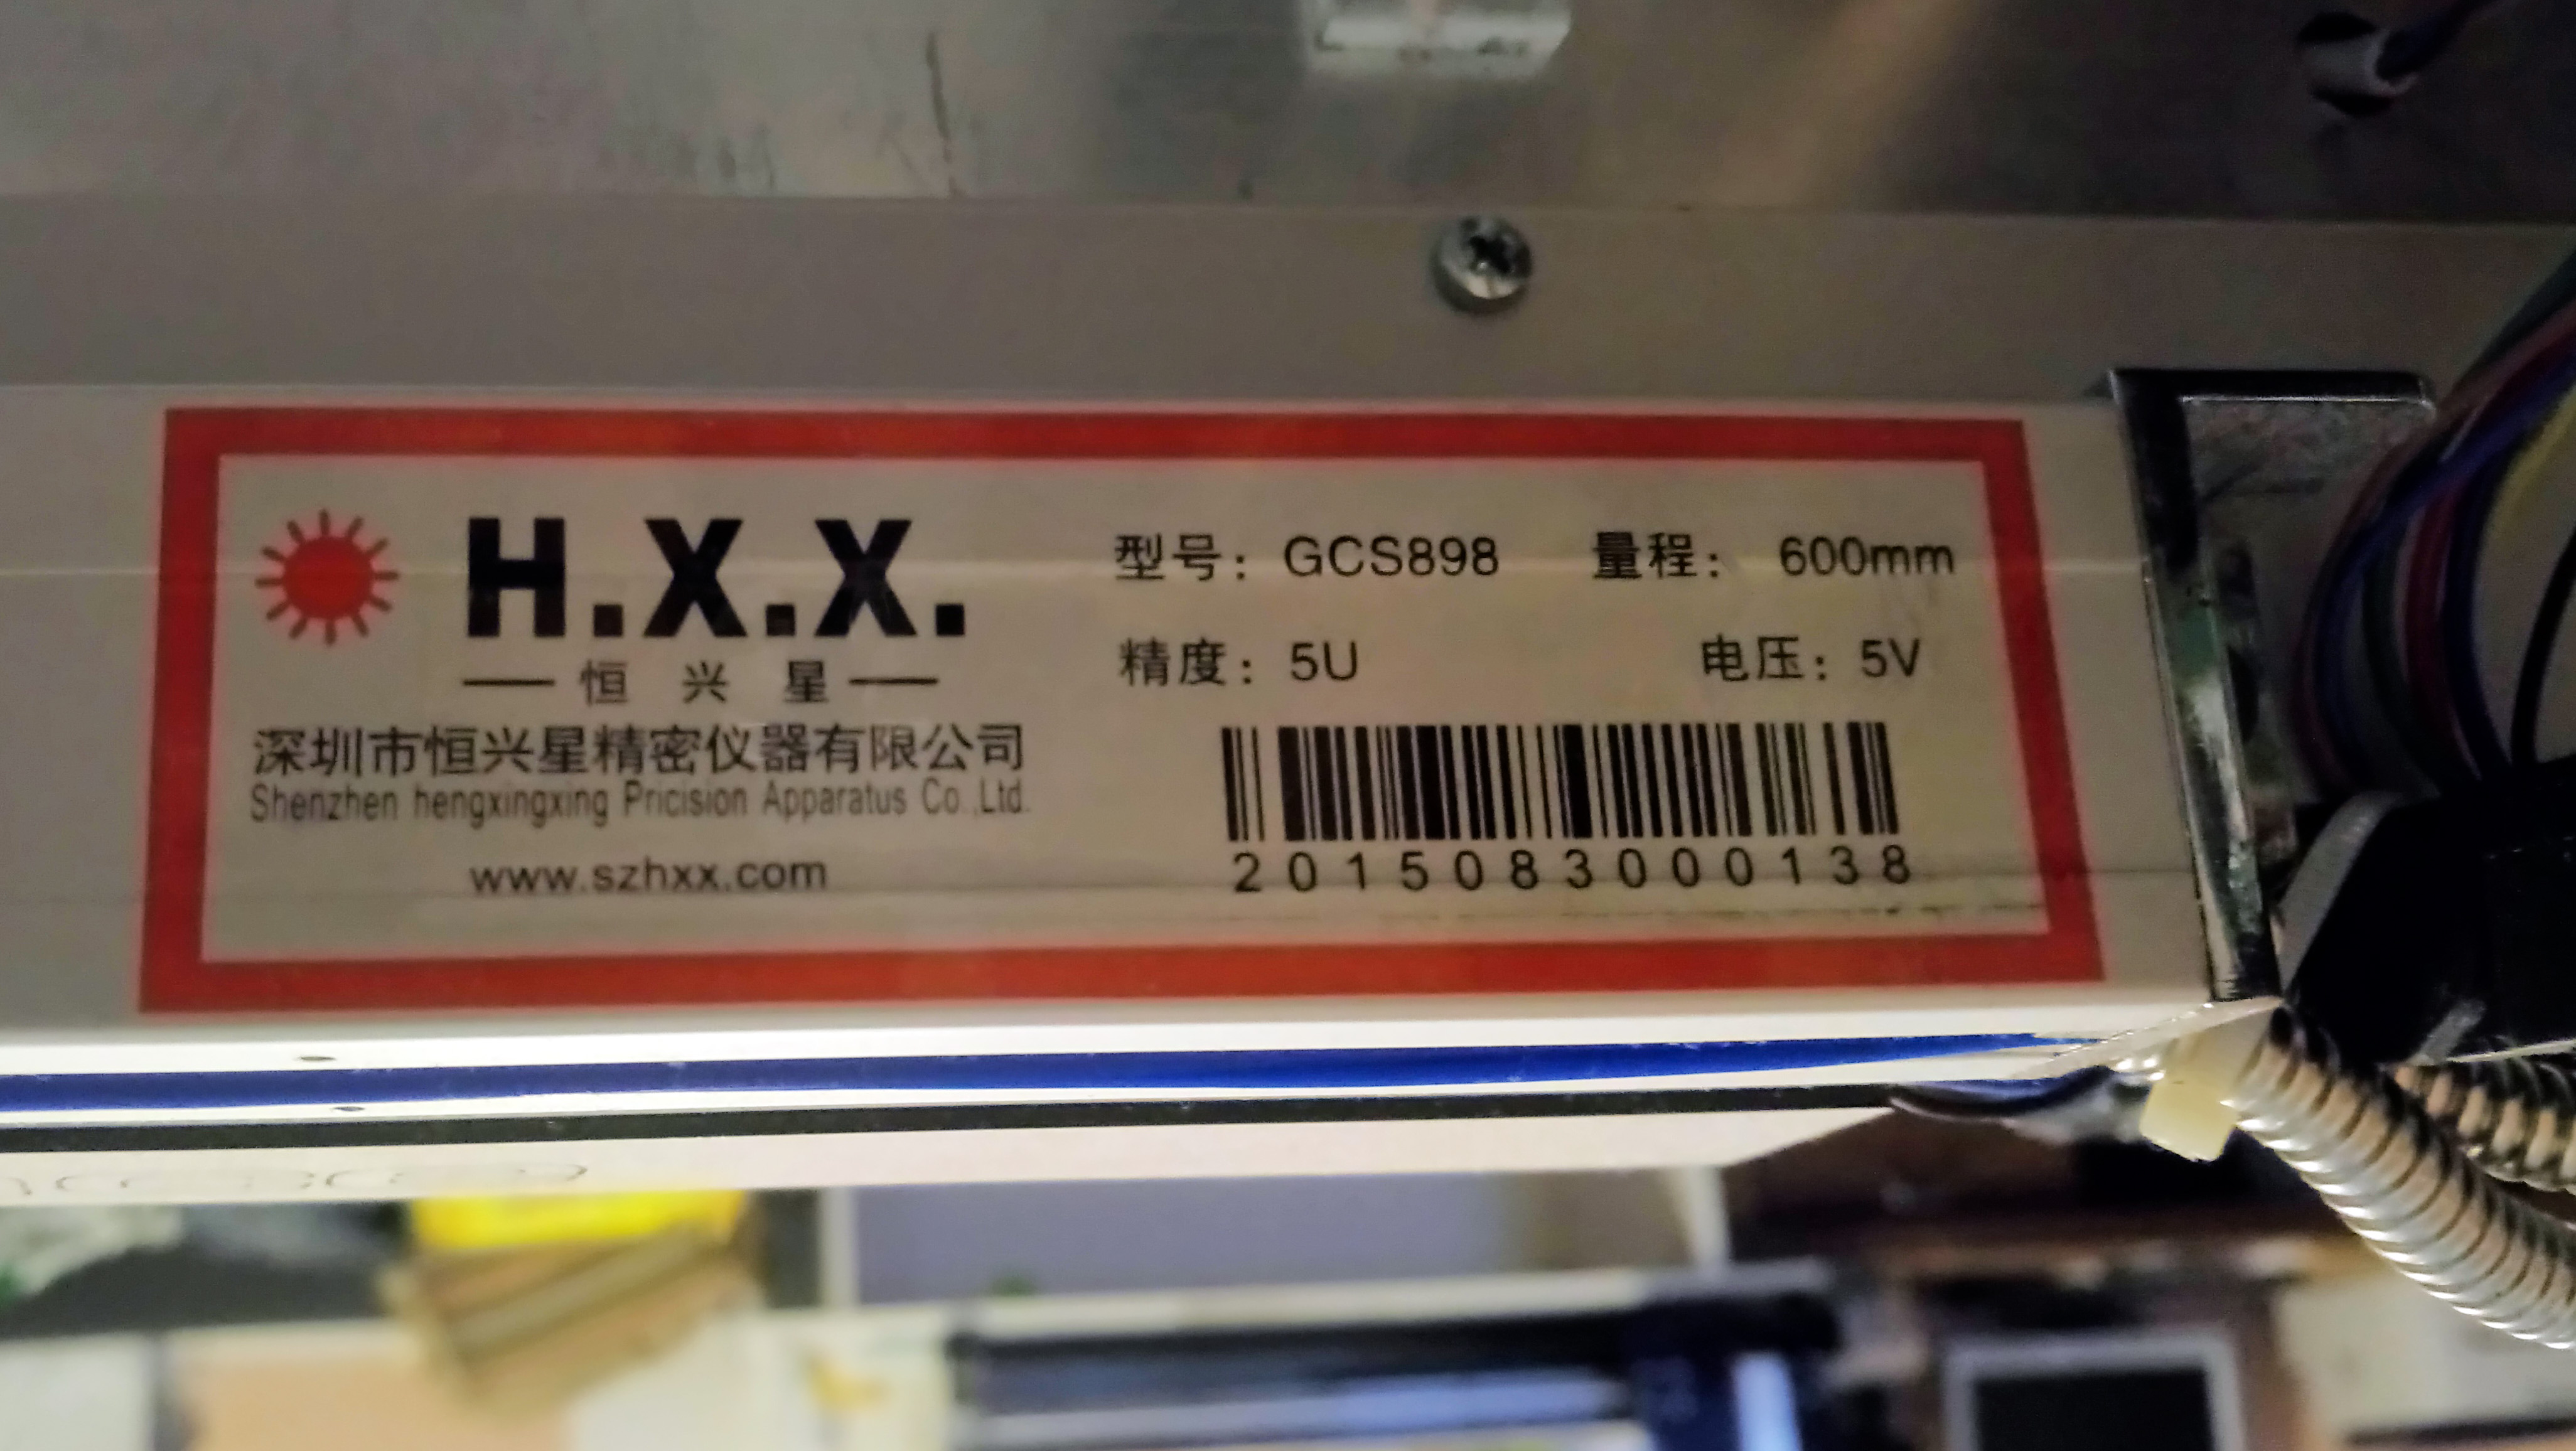 H.X.X.
恒兴星
深圳市恒兴星精密仪器有限公司
Shenzhen hengxingxing Pricision Apparatus Co.,Ltd.
www.szhxx.com
型号: GCS898 量程: 600mm
精度: 5U 电压: 5V
2015083000138